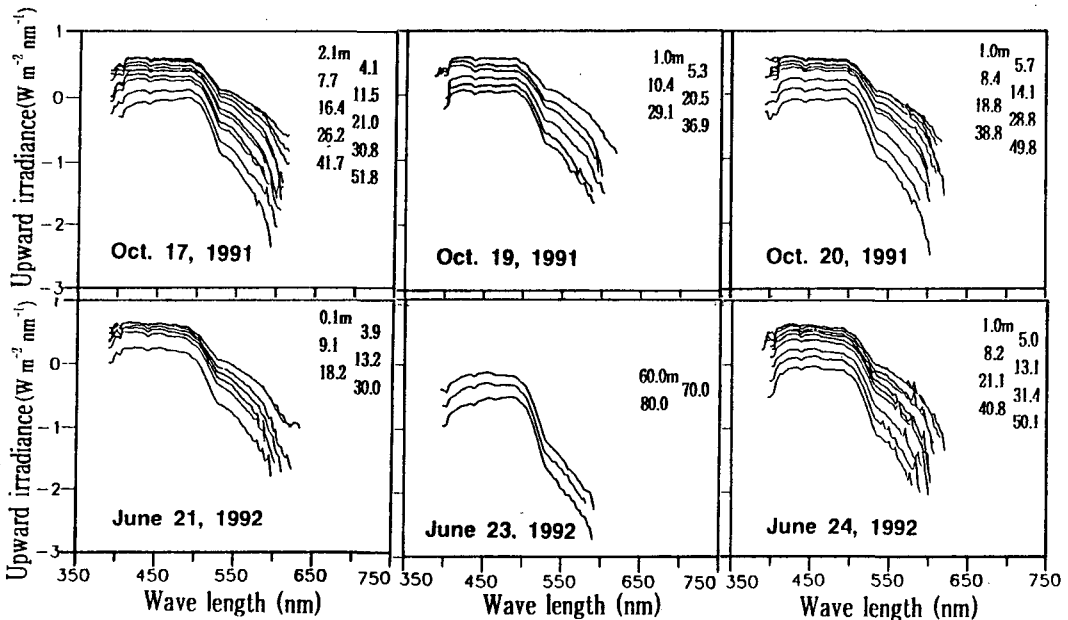 Upward irradiance(W m⁻² nm⁻¹)
1
0
−1
−2
−3
2.1m
4.1
7.7
11.5
16.4
21.0
26.2
30.8
41.7
51.8
Oct. 17, 1991
1.0m
5.3
10.4
20.5
29.1
36.9
Oct. 19, 1991
1.0m
5.7
8.4
14.1
18.8
28.8
38.8
49.8
Oct. 20, 1991
Upward irradiance(W m⁻² nm⁻¹)
1
0
−1
−2
−3
0.1m
3.9
9.1
13.2
18.2
30.0
June 21, 1992
60.0m
70.0
80.0
June 23. 1992
1.0m
5.0
8.2
13.1
21.1
31.4
40.8
50.1
June 24, 1992
350 450 550 650 750
350 450 550 650 750
350 450 550 650 750
Wave length (nm)
Wave length (nm)
Wave length (nm)